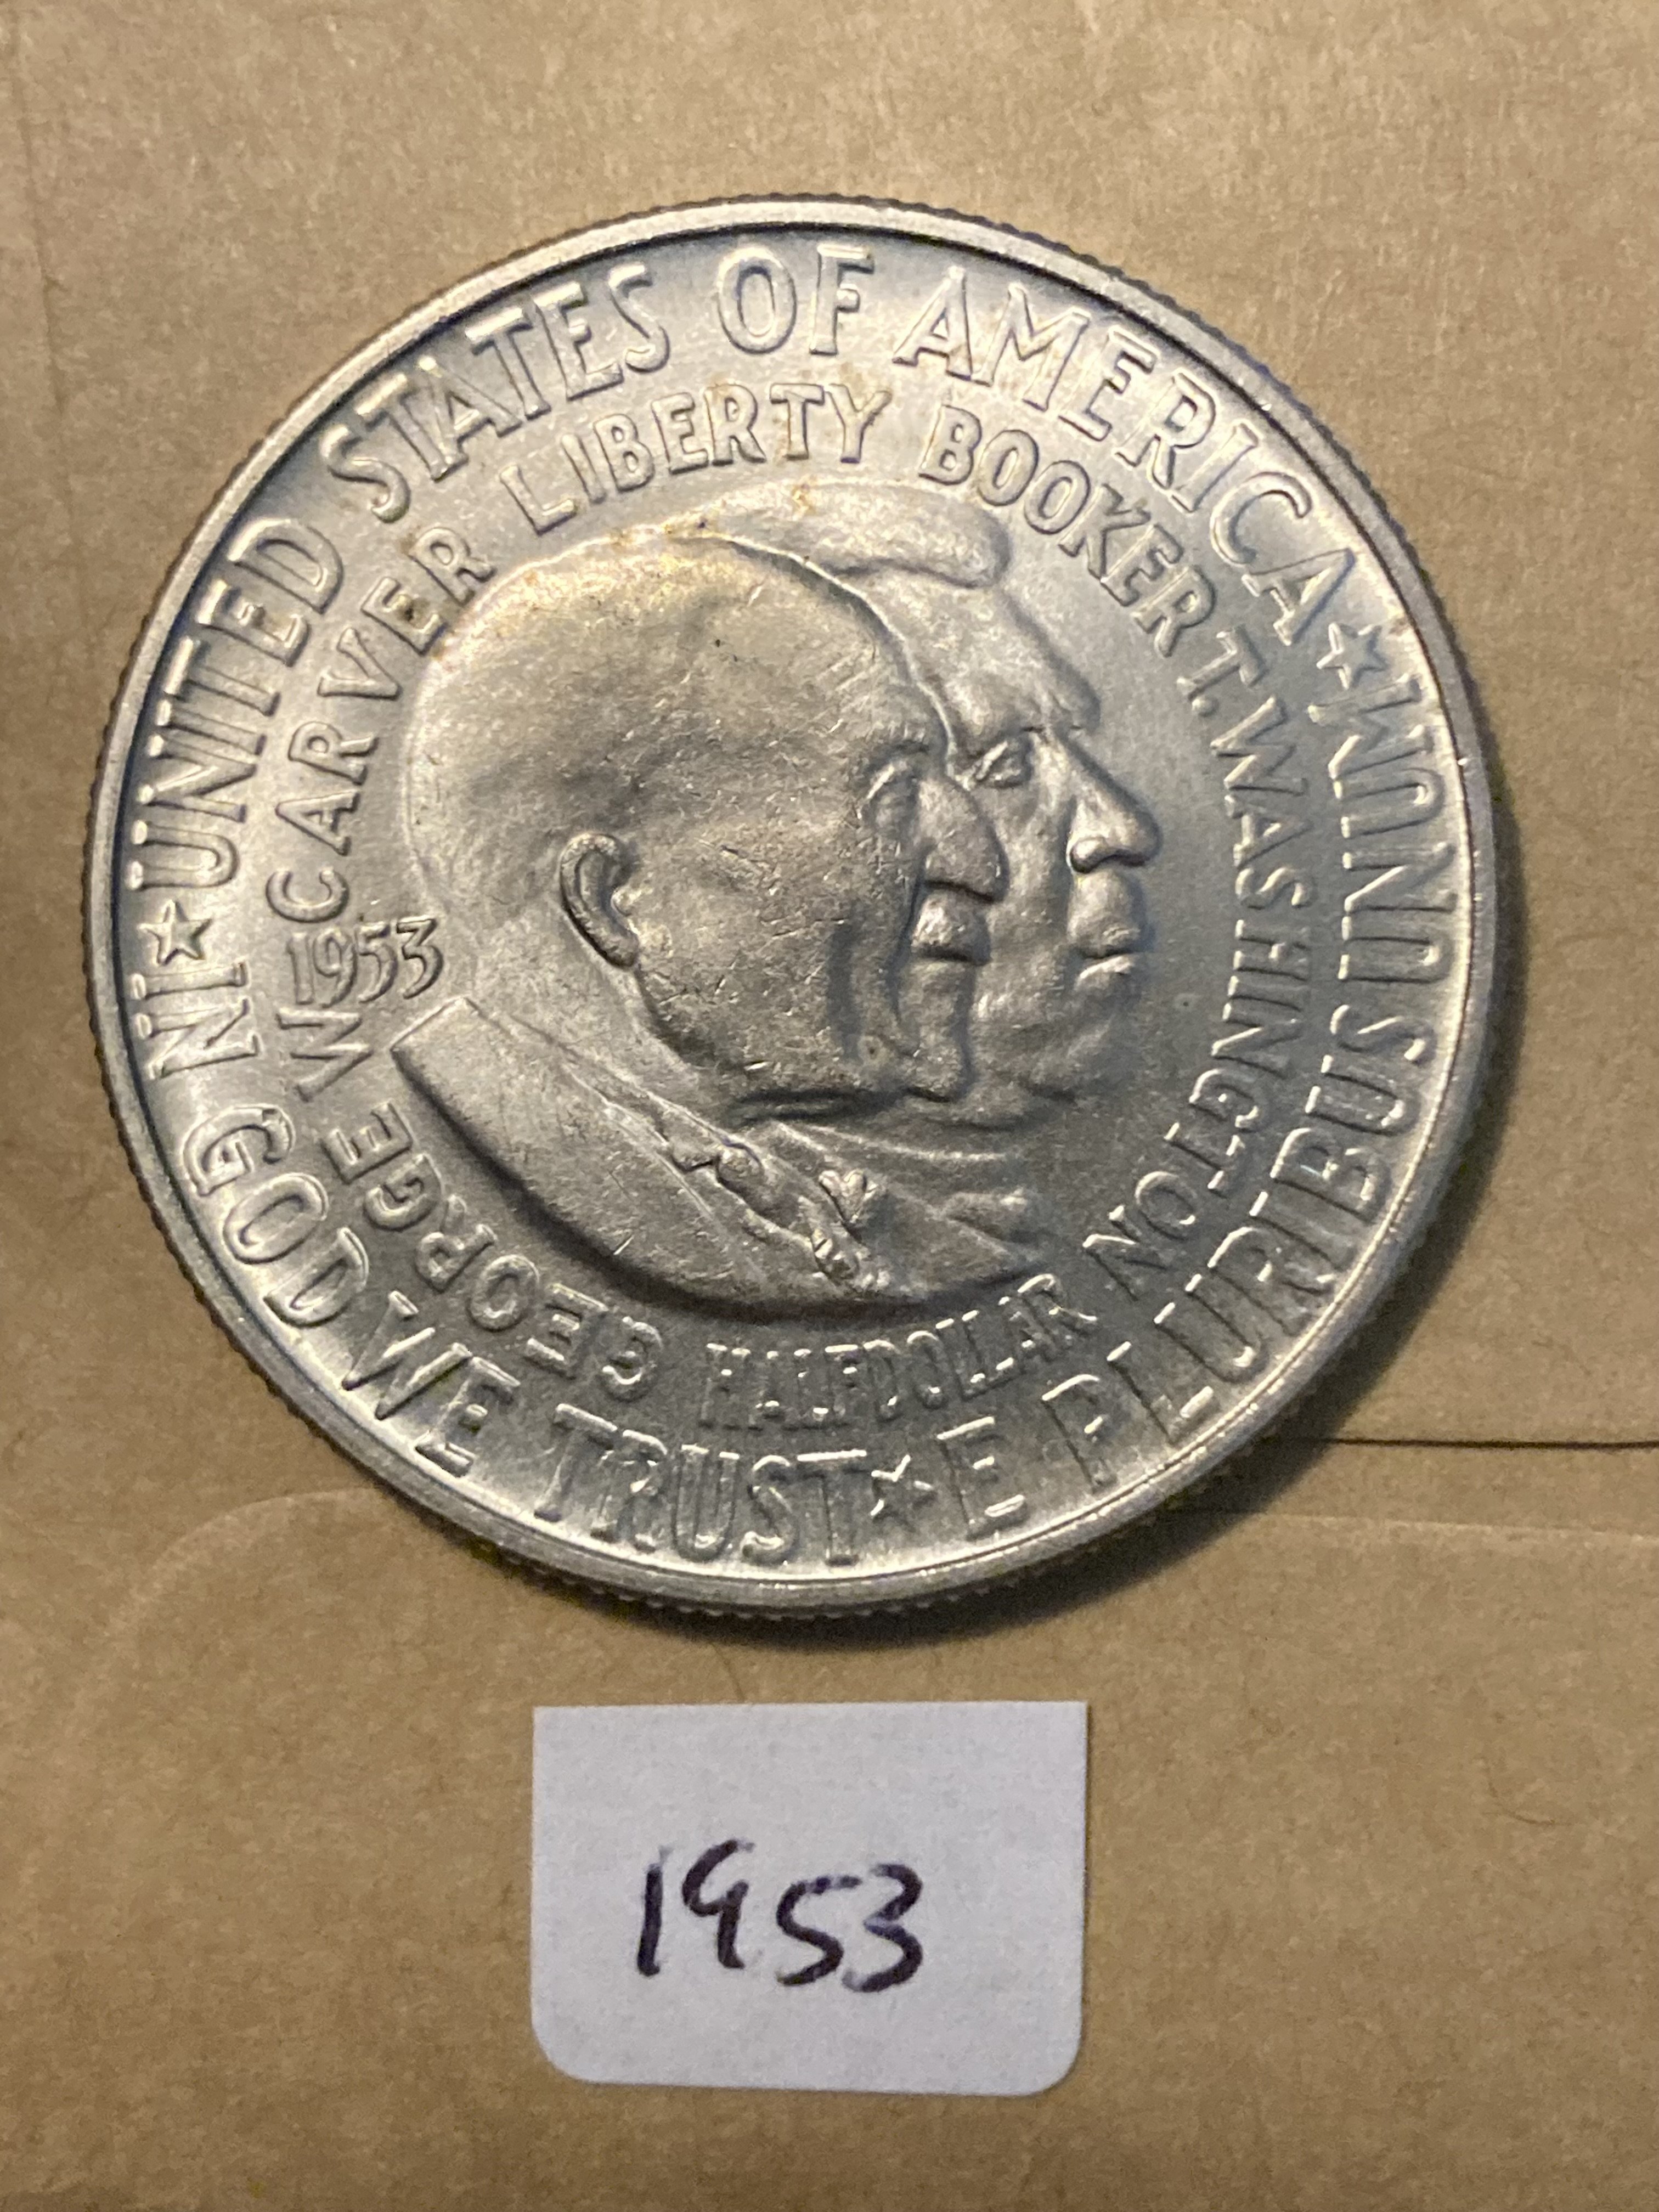 ★ UNITED STATES OF AMERICA ★ E PLURIBUS UNUM ★ IN GOD WE TRUST
GEORGE W CARVER LIBERTY BOOKER T. WASHINGTON
1953
HALF DOLLAR
1953